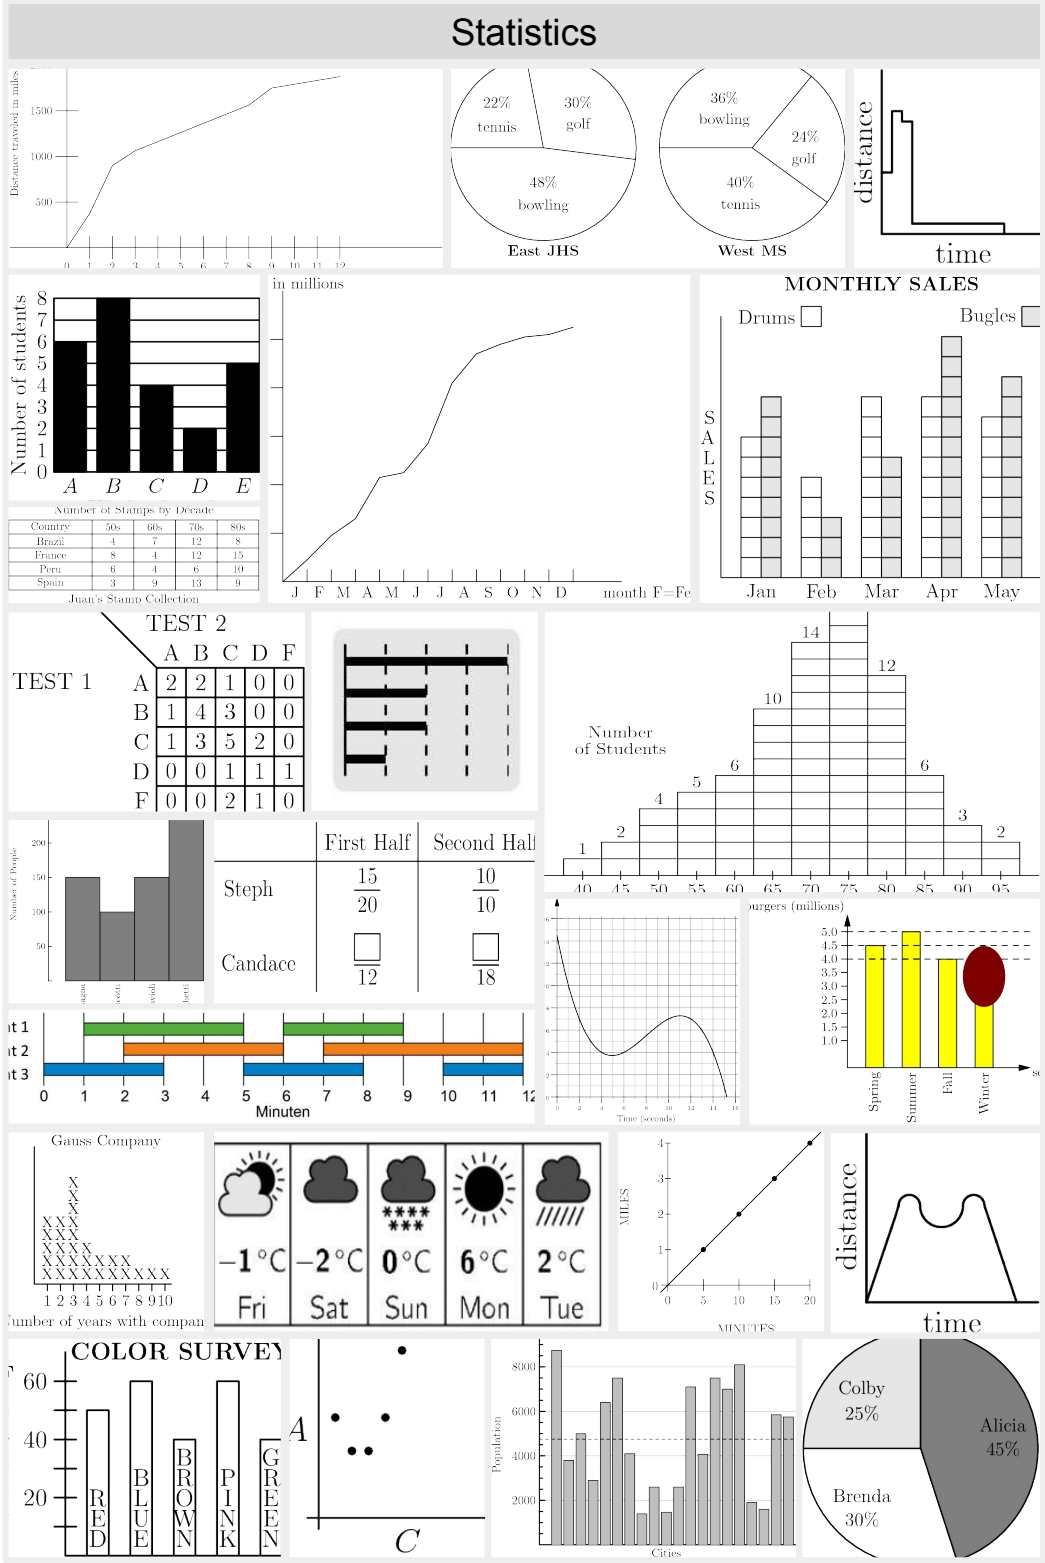 Statistics
Distance traveled in miles
1500
1000
500
0 1 2 3 4 5 6 7 8 9 10 11 12
22%
tennis
30%
golf
48%
bowling
East JHS
36%
bowling
24%
golf
40%
tennis
West MS
distance
time
Number of students
8
7
6
5
4
3
2
1
0
A B C D E
Number of Stamps by Decade
Country 50s 60s 70s 80s
Brazil 4 7 12 8
France 8 4 12 15
Peru 6 4 6 10
Spain 3 9 13 9
Juan's Stamp Collection
in millions
J F M A M J J A S O N D month F=Fe
MONTHLY SALES
Drums Bugles
SALES
Jan Feb Mar Apr May
TEST 2
A B C D F
TEST 1
A 2 2 1 0 0
B 1 4 3 0 0
C 1 3 5 2 0
D 0 0 1 1 1
F 0 0 2 1 0
Number
of Students
1 2 4 5 6 10 14 12 6 3 2
40 45 50 55 60 65 70 75 80 85 90 95
Number of People
200
150
100
50
First Half Second Half
Steph 15/20 10/10
Candace □/12 □/18
Time (seconds)
0 2 4 6 8 10 12 14 16
burgers (millions)
5.0
4.5
4.0
3.5
3.0
2.5
2.0
1.5
1.0
Spring Summer Fall Winter
nt 1
nt 2
nt 3
0 1 2 3 4 5 6 7 8 9 10 11 12
Minuten
Gauss Company
X
X
X
X X X
X X X X
X X X X X X X
X X X X X X X X X X
1 2 3 4 5 6 7 8 9 10
Number of years with compan
−1°C −2°C 0°C 6°C 2°C
Fri Sat Sun Mon Tue
MILES
4
3
2
1
0
0 5 10 15 20
MINUTES
distance
time
COLOR SURVEY
60
40
20
RED BLUE BROWN PINK GREEN
A
C
Population
8000
6000
4000
2000
Cities
Colby
25%
Alicia
45%
Brenda
30%